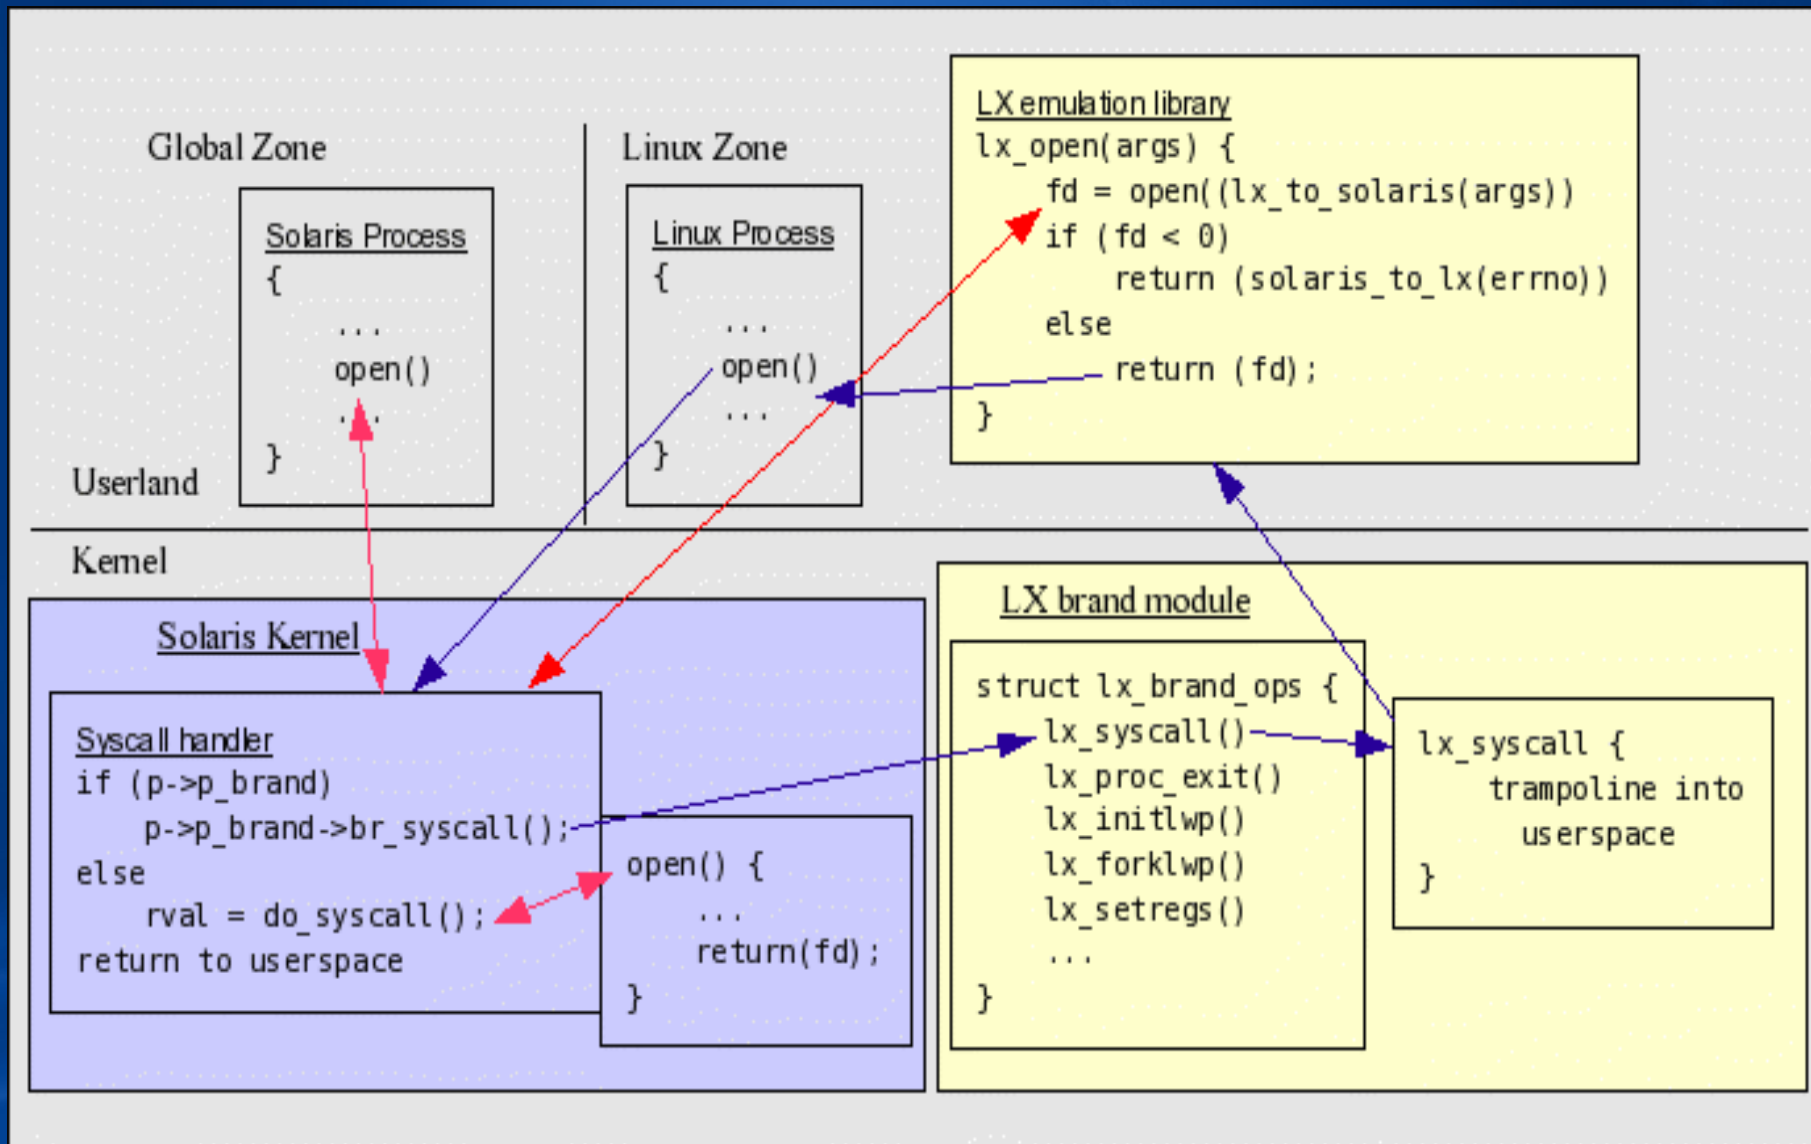 Global Zone
Solaris Process
{
...
open()
...
}
Linux Zone
Linux Process
{
...
open()
...
}
LX emulation library
lx_open(args) {
fd = open((lx_to_solaris(args))
if (fd < 0)
return (solaris_to_lx(errno))
else
return (fd);
}
Userland
Kernel
Solaris Kernel
Syscall handler
if (p->p_brand)
p->p_brand->br_syscall();
else
rval = do_syscall();
return to userspace
open() {
...
return(fd);
}
LX brand module
struct lx_brand_ops {
lx_syscall()
lx_proc_exit()
lx_initlwp()
lx_forklwp()
lx_setregs()
...
}
lx_syscall {
trampoline into
userspace
}